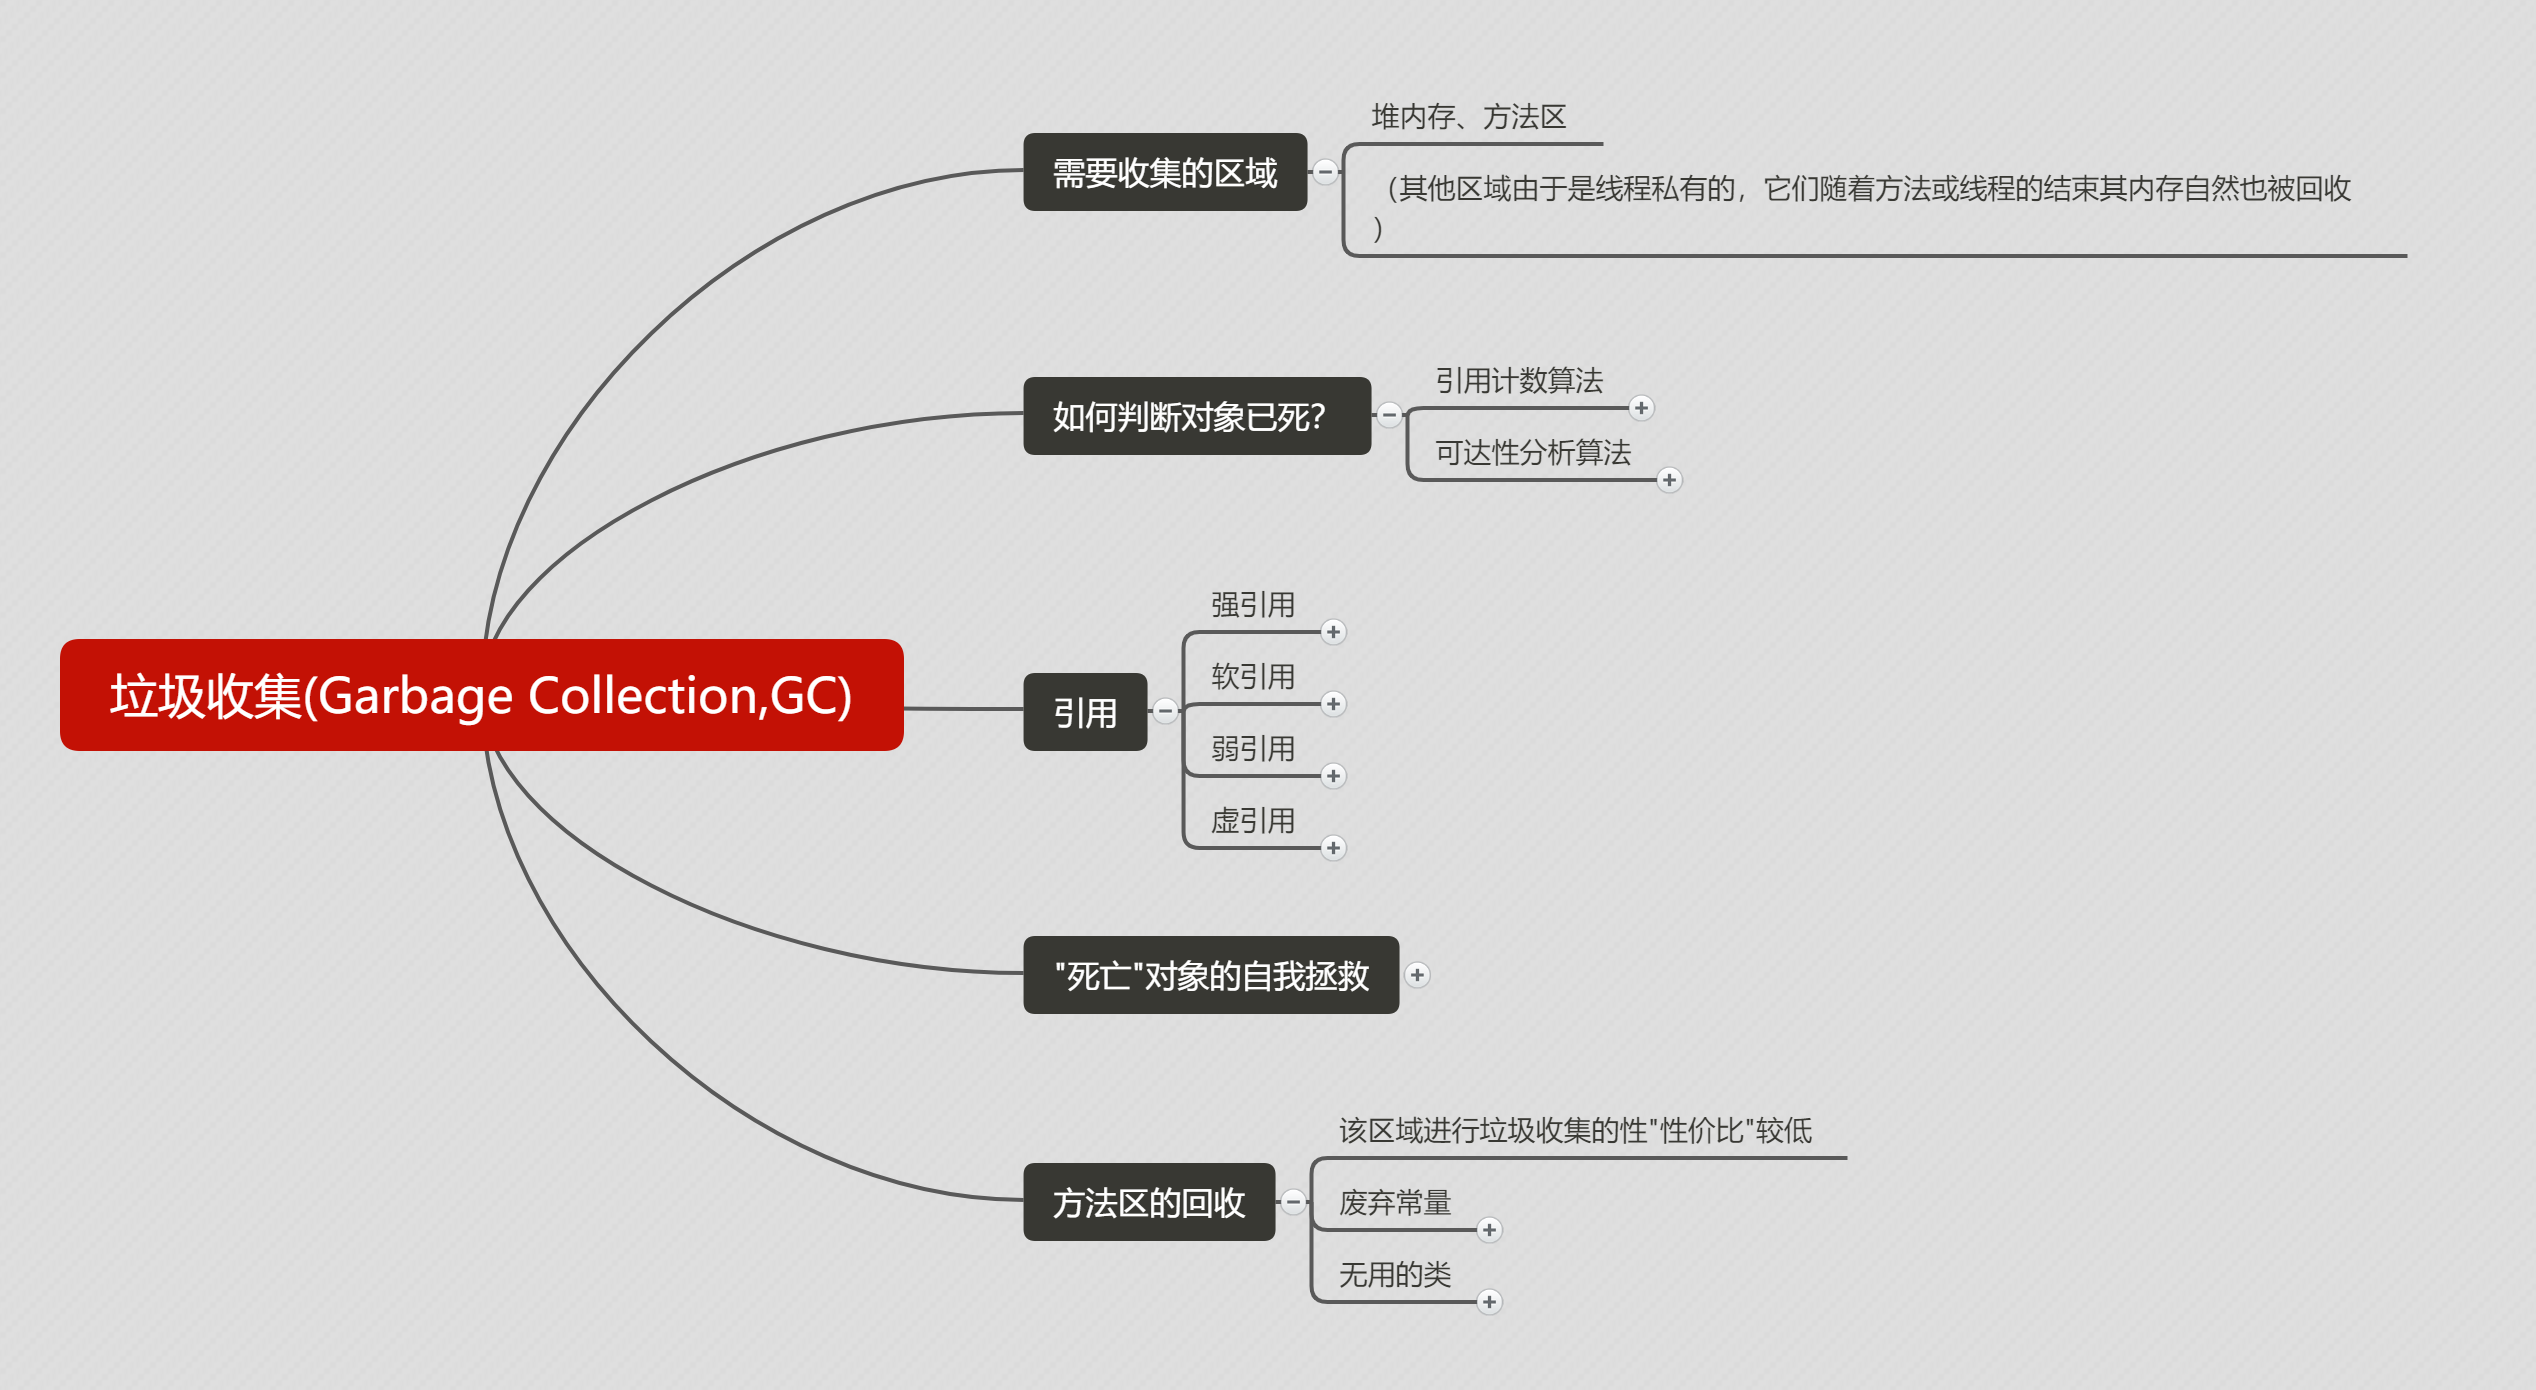 堆内存、方法区
需要收集的区域
（其他区域由于是线程私有的，它们随着方法或线程的结束其内存自然也被回收
）
引用计数算法
如何判断对象已死？
可达性分析算法
强引用
软引用
垃圾收集(Garbage Collection,GC)
引用
弱引用
虚引用
"死亡"对象的自我拯救
该区域进行垃圾收集的性"性价比"较低
方法区的回收
废弃常量
无用的类